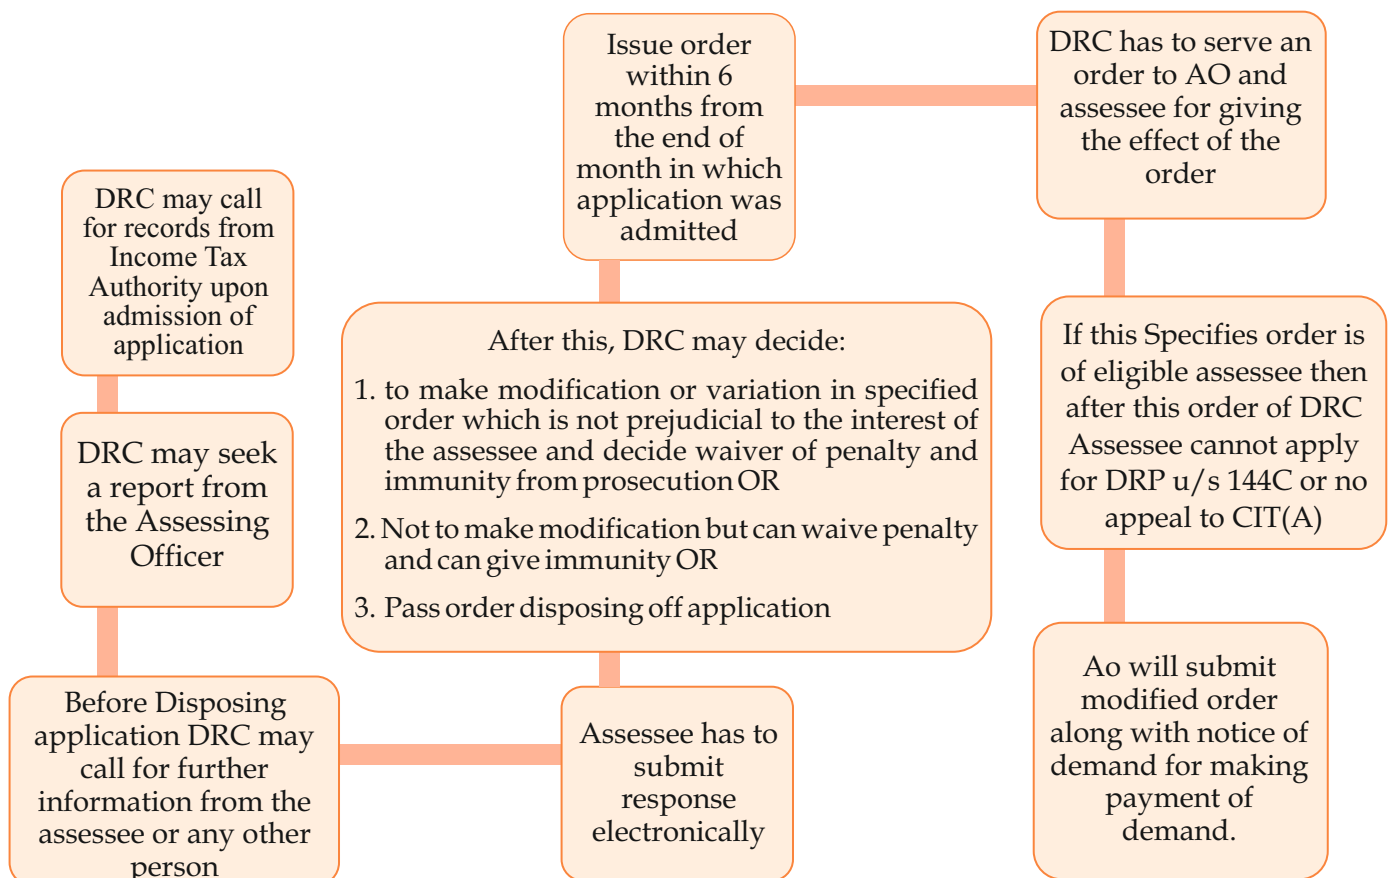 DRC may call
for records from
Income Tax
Authority upon
admission of
application
DRC may seek
a report from
the Assessing
Officer
Before Disposing
application DRC may
call for further
information from the
assessee or any other
person
Assessee has to
submit
response
electronically
After this, DRC may decide:
1. to make modification or variation in specified
order which is not prejudicial to the interest of
the assessee and decide waiver of penalty and
immunity from prosecution OR
2. Not to make modification but can waive penalty
and can give immunity OR
3. Pass order disposing off application
Issue order
within 6
months from
the end of
month in which
application was
admitted
DRC has to serve an
order to AO and
assessee for giving
the effect of the
order
If this Specifies order is
of eligible assessee then
after this order of DRC
Assessee cannot apply
for DRP u/s 144C or no
appeal to CIT(A)
Ao will submit
modified order
along with notice of
demand for making
payment of
demand.